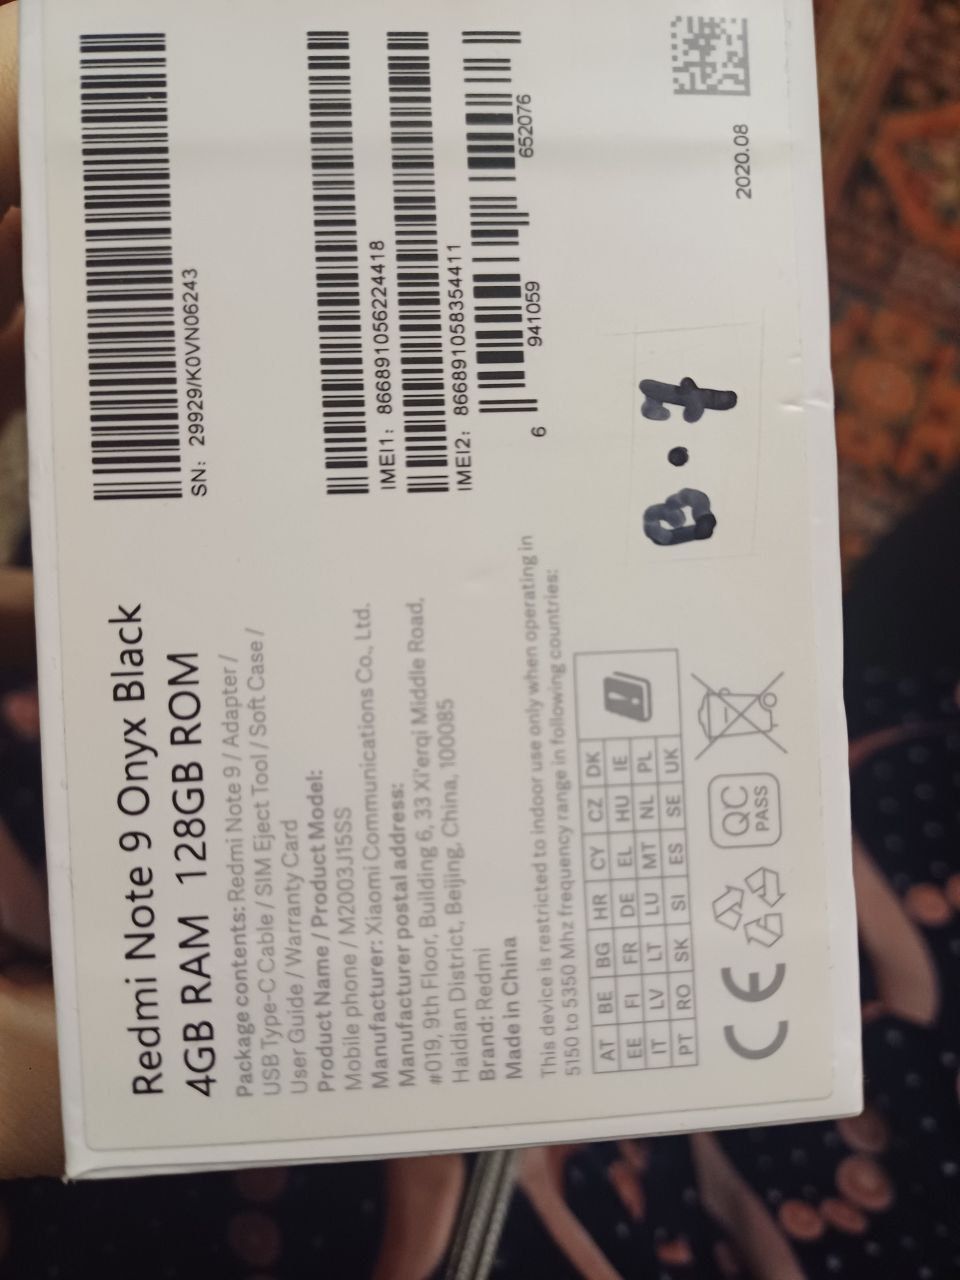 Redmi Note 9 Onyx Black
4GB RAM 128GB ROM
Package contents: Redmi Note 9 / Adapter /
USB Type-C Cable / SIM Eject Tool / Soft Case /
User Guide / Warranty Card
Product Name / Product Model:
Mobile phone / M2003J15SS
Manufacturer: Xiaomi Communications Co., Ltd.
Manufacturer postal address:
#019, 9th Floor, Building 6, 33 Xi'erqi Middle Road,
Haidian District, Beijing, China, 100085
Brand: Redmi
Made in China
This device is restricted to indoor use only when operating in
5150 to 5350 Mhz frequency range in following countries:
AT BE BG HR CY CZ DK
EE FI FR DE EL HU IE
IT LV LT LU MT NL PL
PT RO SK SI ES SE UK
CE
QC
PASS
SN: 29929/K0VN06243
IMEI1: 866891056224418
IMEI2: 866891058354411
6 941059 652076
2020.08